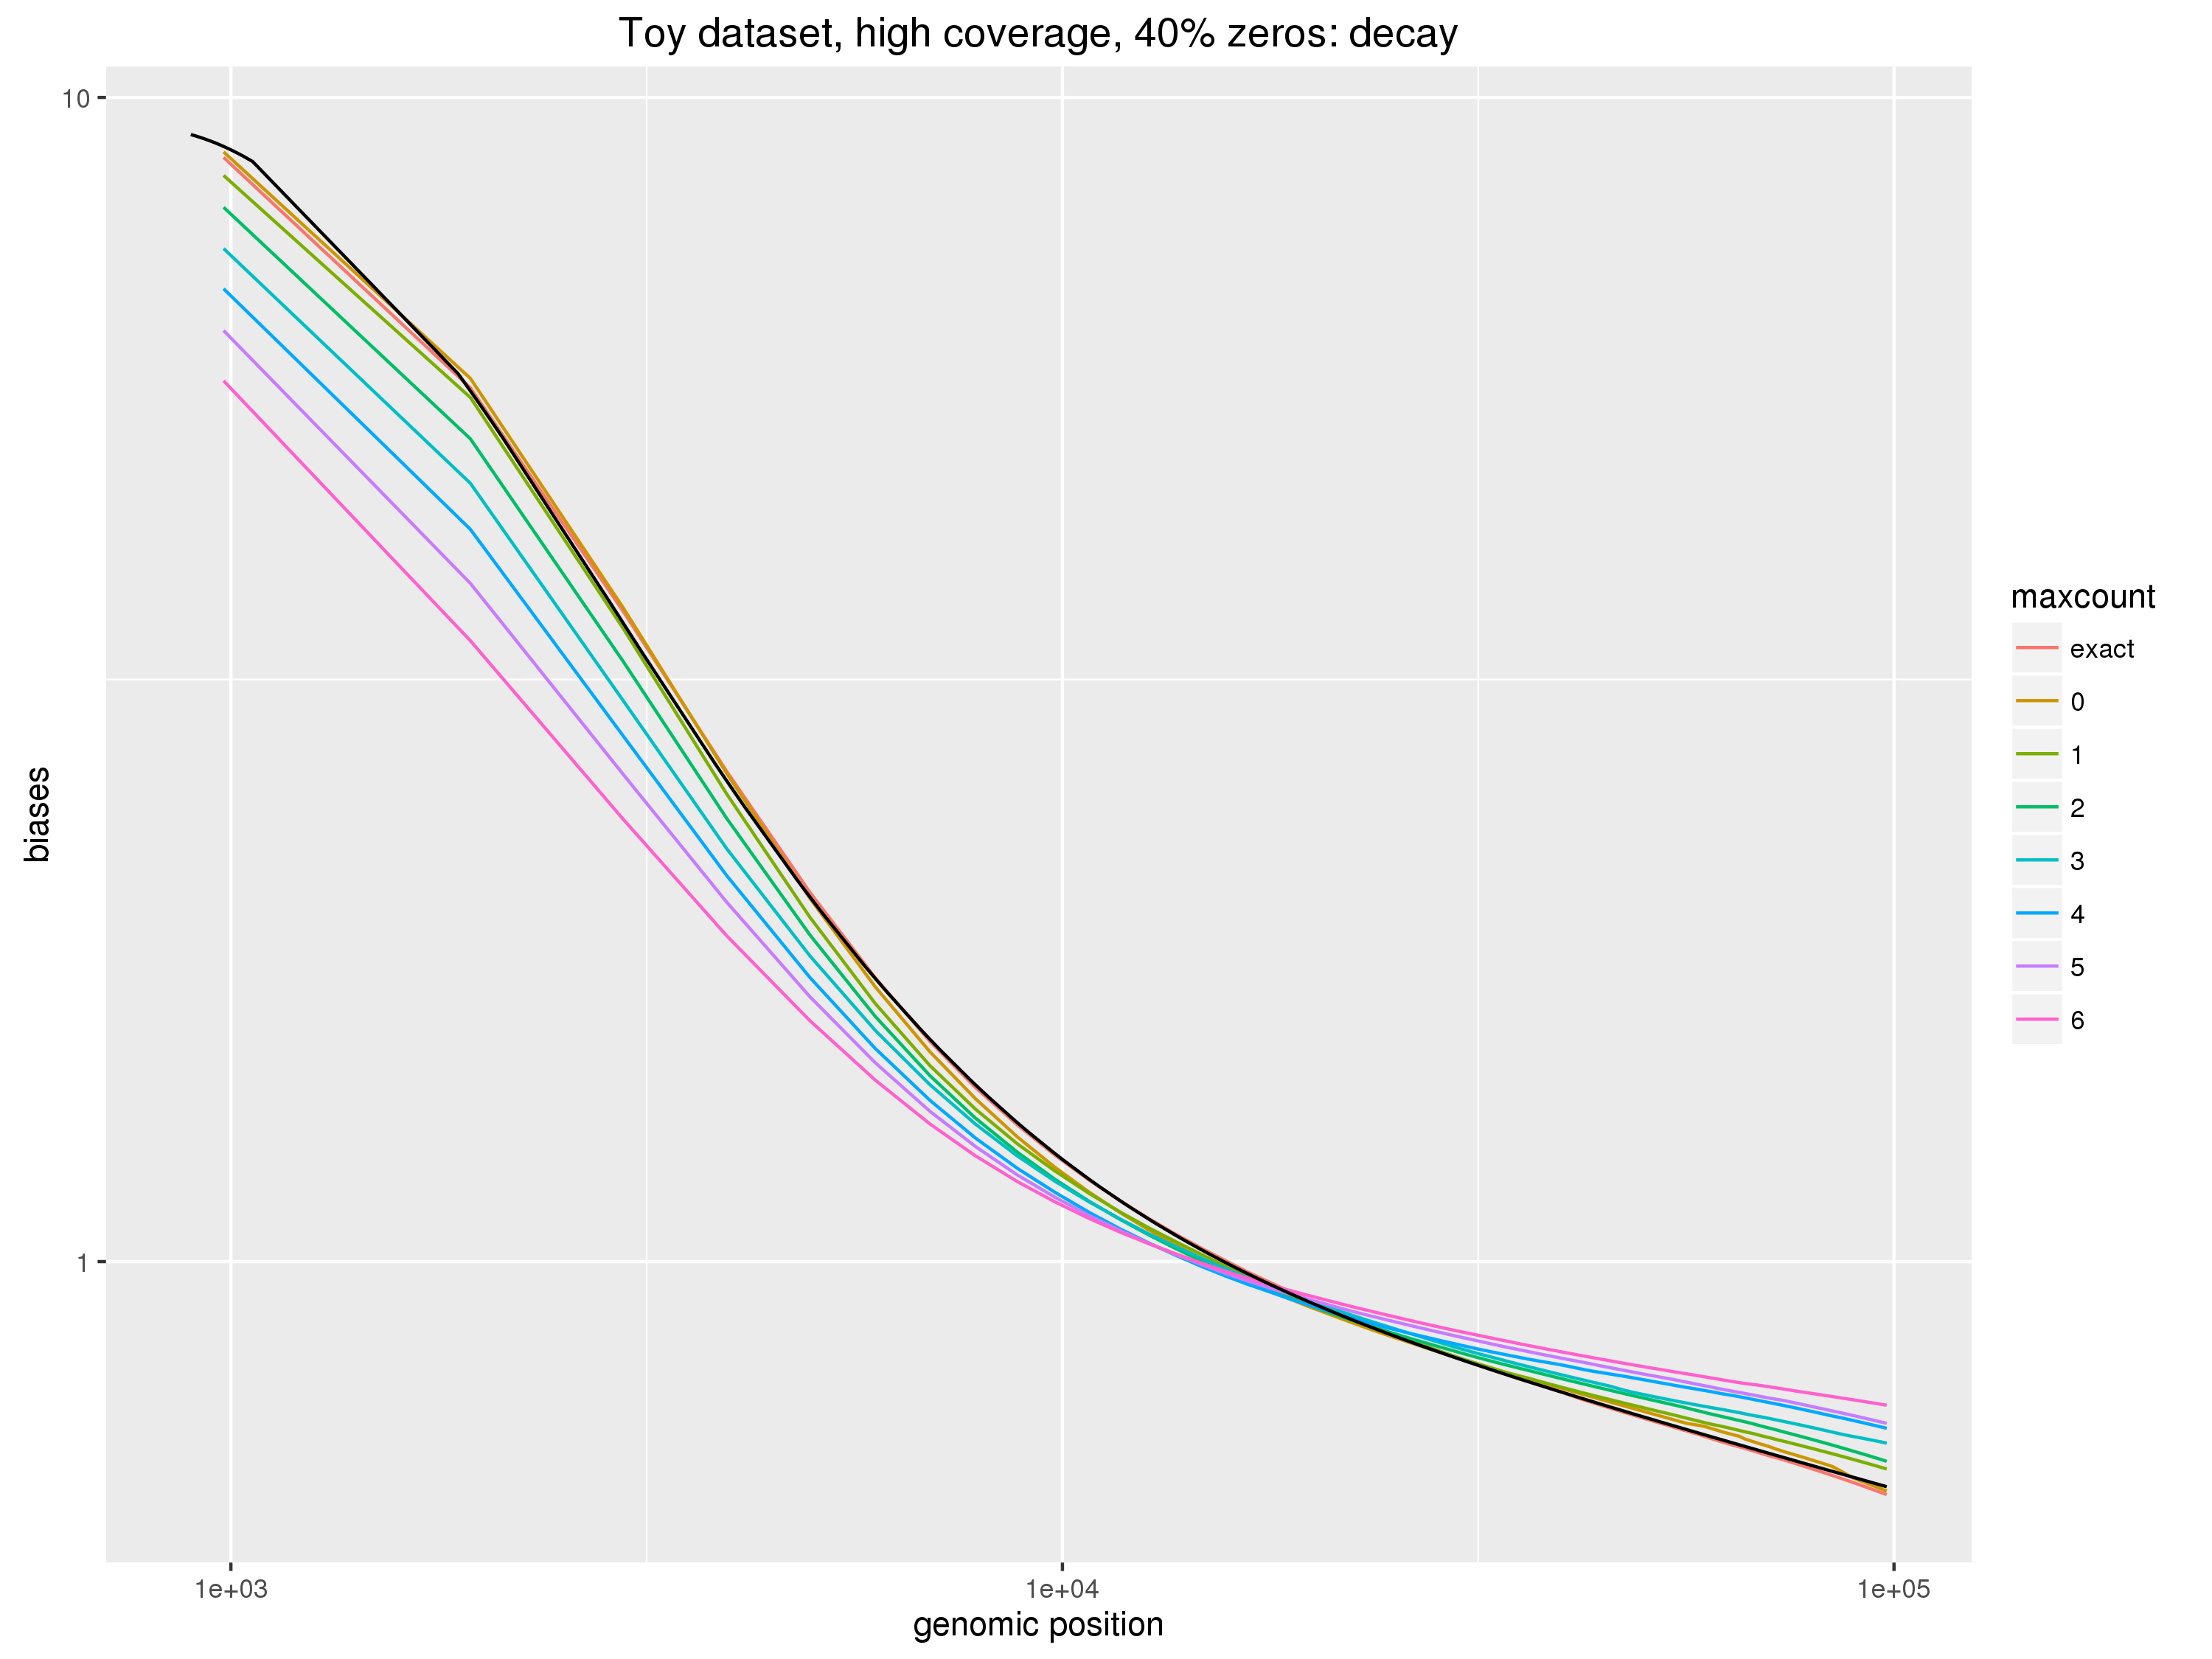 Toy dataset, high coverage, 40% zeros: decay
10
1
biases
1e+03
1e+04
1e+05
genomic position
maxcount
exact
0
1
2
3
4
5
6